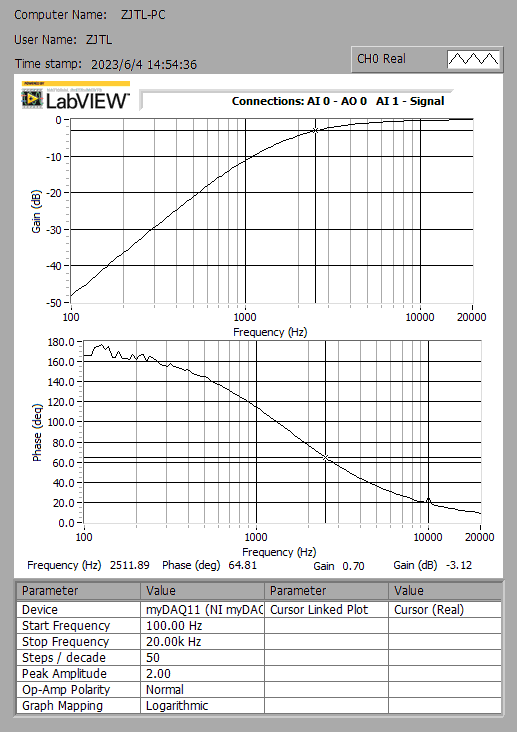 Computer Name: ZJTL-PC
User Name: ZJTL
Time stamp: 2023/6/4 14:54:36
CH0 Real
POWERED BY
NATIONAL INSTRUMENTS
LabVIEW™
Connections: AI 0 - AO 0 AI 1 - Signal
Gain (dB)
0
-10
-20
-30
-40
-50
100 1000 10000 20000
Frequency (Hz)
Phase (deg)
180.0
160.0
140.0
120.0
100.0
80.0
60.0
40.0
20.0
0.0
100 1000 10000 20000
Frequency (Hz)
Frequency (Hz) 2511.89 Phase (deg) 64.81 Gain 0.70 Gain (dB) -3.12
Parameter Value Parameter Value
Device myDAQ11 (NI myDAQ Cursor Linked Plot Cursor (Real)
Start Frequency 100.00 Hz
Stop Frequency 20.00k Hz
Steps / decade 50
Peak Amplitude 2.00
Op-Amp Polarity Normal
Graph Mapping Logarithmic